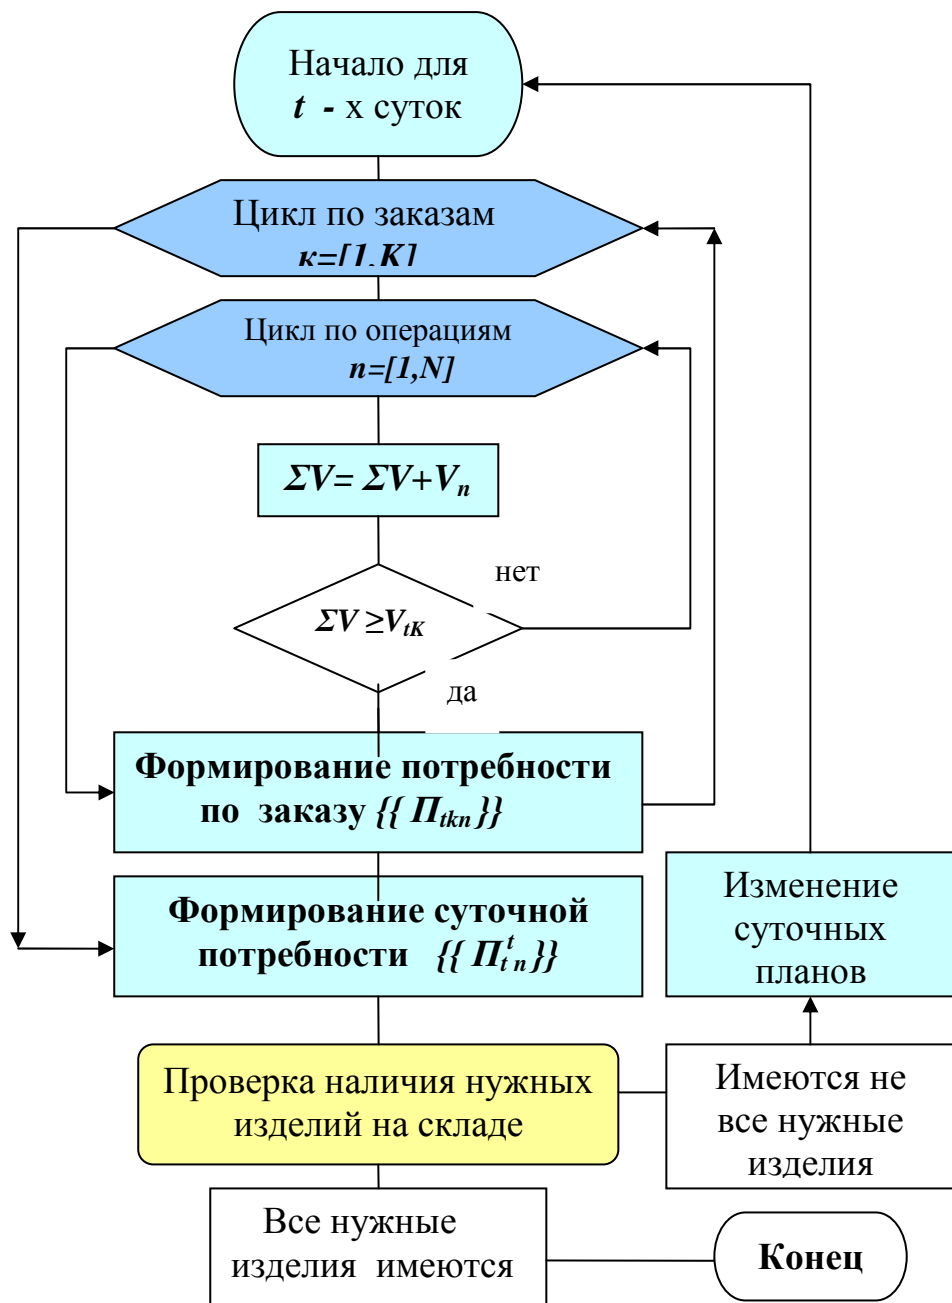 Начало для
t - х суток
Цикл по заказам
к=[1,K]
Цикл по операциям
n=[1,N]
ΣV= ΣV+Vn
нет
ΣV ≥VtK
да
Формирование потребности
по заказу {{ Πtkn }}
Формирование суточной
потребности {{ Πtt n }}
Изменение
суточных
планов
Проверка наличия нужных
изделий на складе
Имеются не
все нужные
изделия
Все нужные
изделия имеются
Конец